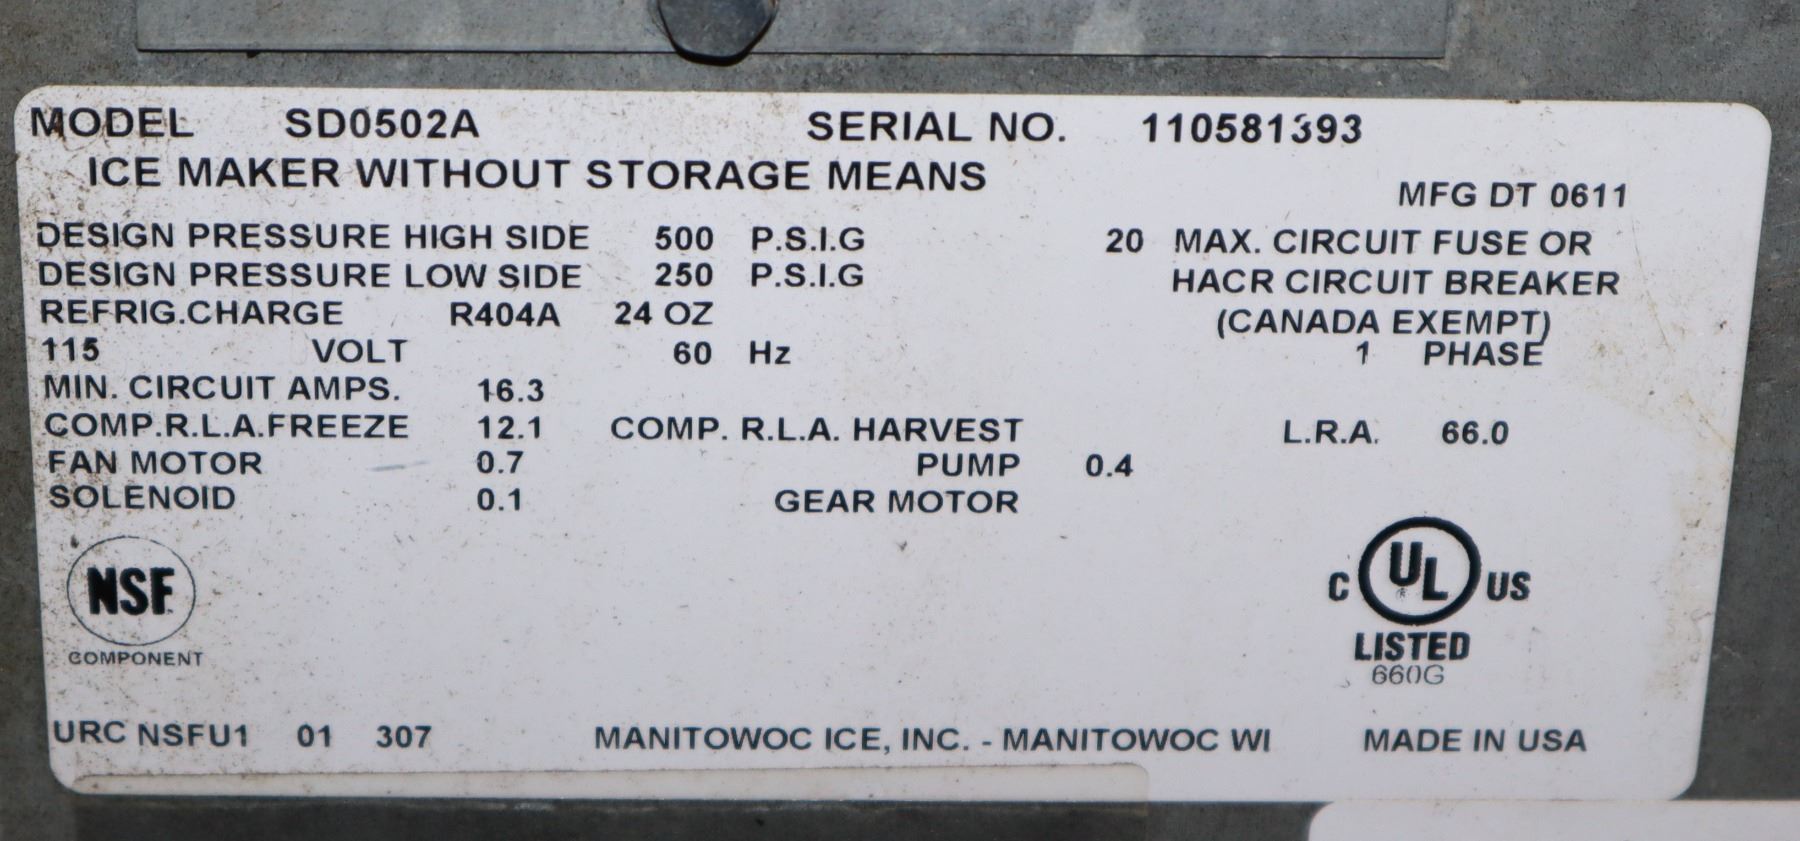 MODEL SD0502A SERIAL NO. 110581393
ICE MAKER WITHOUT STORAGE MEANS
MFG DT 0611
DESIGN PRESSURE HIGH SIDE 500 P.S.I.G 20 MAX. CIRCUIT FUSE OR
DESIGN PRESSURE LOW SIDE 250 P.S.I.G HACR CIRCUIT BREAKER
REFRIG.CHARGE R404A 24 OZ (CANADA EXEMPT)
115 VOLT 60 Hz 1 PHASE
MIN. CIRCUIT AMPS. 16.3
COMP.R.L.A.FREEZE 12.1 COMP. R.L.A. HARVEST L.R.A. 66.0
FAN MOTOR 0.7 PUMP 0.4
SOLENOID 0.1 GEAR MOTOR
NSF.
COMPONENT
C UL US
®
LISTED
660G
URC NSFU1 01 307 MANITOWOC ICE, INC. - MANITOWOC WI MADE IN USA